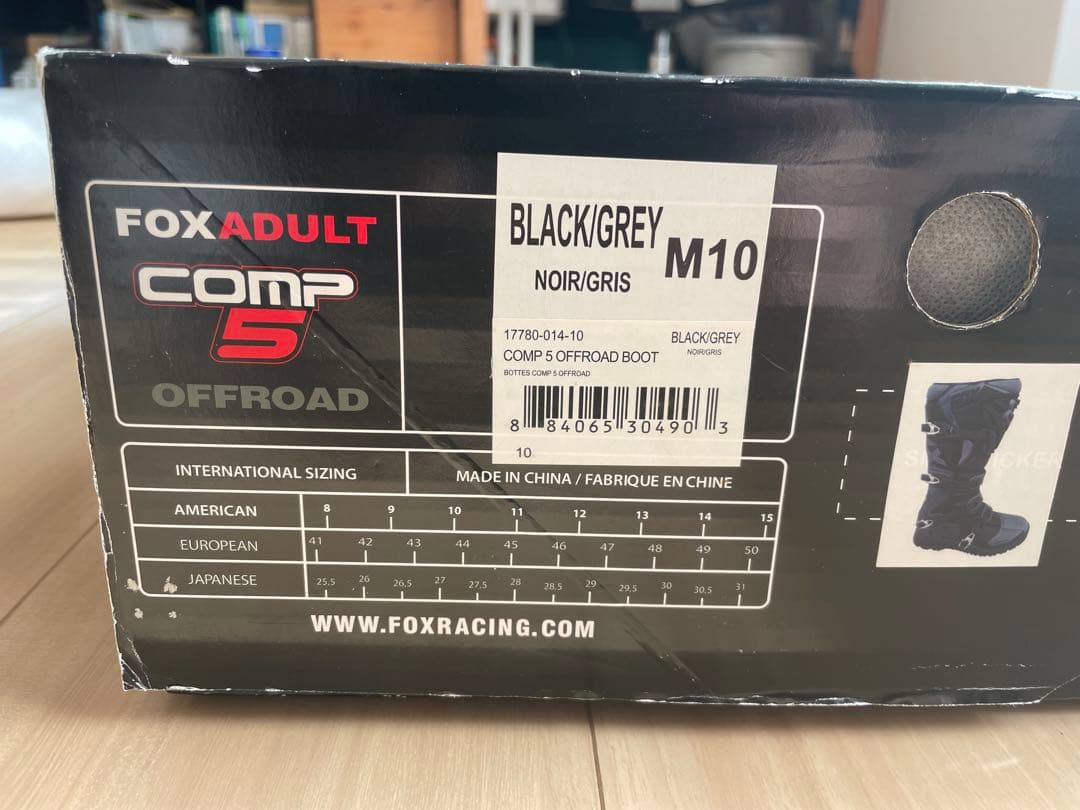 FOX ADULT
COMP
5
OFFROAD
BLACK/GREY
NOIR/GRIS
M10
17780-014-10
BLACK/GREY
NOIR/GRIS
COMP 5 OFFROAD BOOT
BOTTES COMP 5 OFFROAD
8 84065 30490 3
10
INTERNATIONAL SIZING
MADE IN CHINA / FABRIQUE EN CHINE
AMERICAN 8 9 10 11 12 13 14 15
EUROPEAN 41 42 43 44 45 46 47 48 49 50
JAPANESE 25,5 26 26,5 27 27,5 28 28,5 29 29,5 30 30,5 31
WWW.FOXRACING.COM